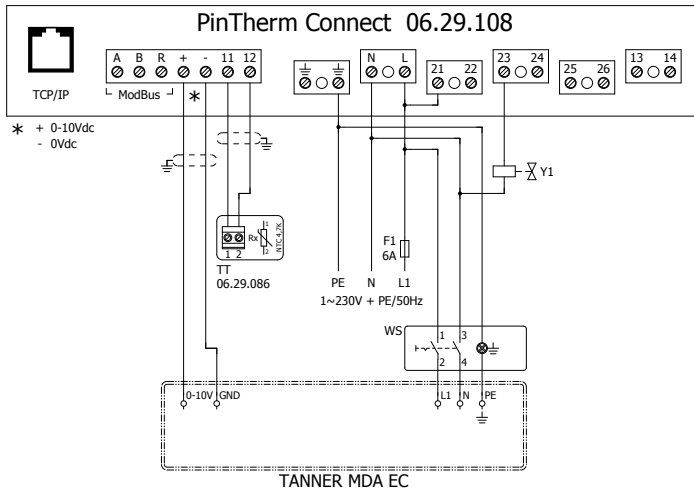 PinTherm Connect 06.29.108
A B R + - 11 12
N L
21 22
23 24
25 26
13 14
TCP/IP
ModBus
*
* + 0-10Vdc
- 0Vdc
Y1
Rx
1
2
NTC 4,7K
1 2
TT
06.29.086
F1
6A
PE N L1
1~230V + PE/50Hz
WS
1 3
2 4
0-10V GND
L1 N PE
TANNER MDA EC